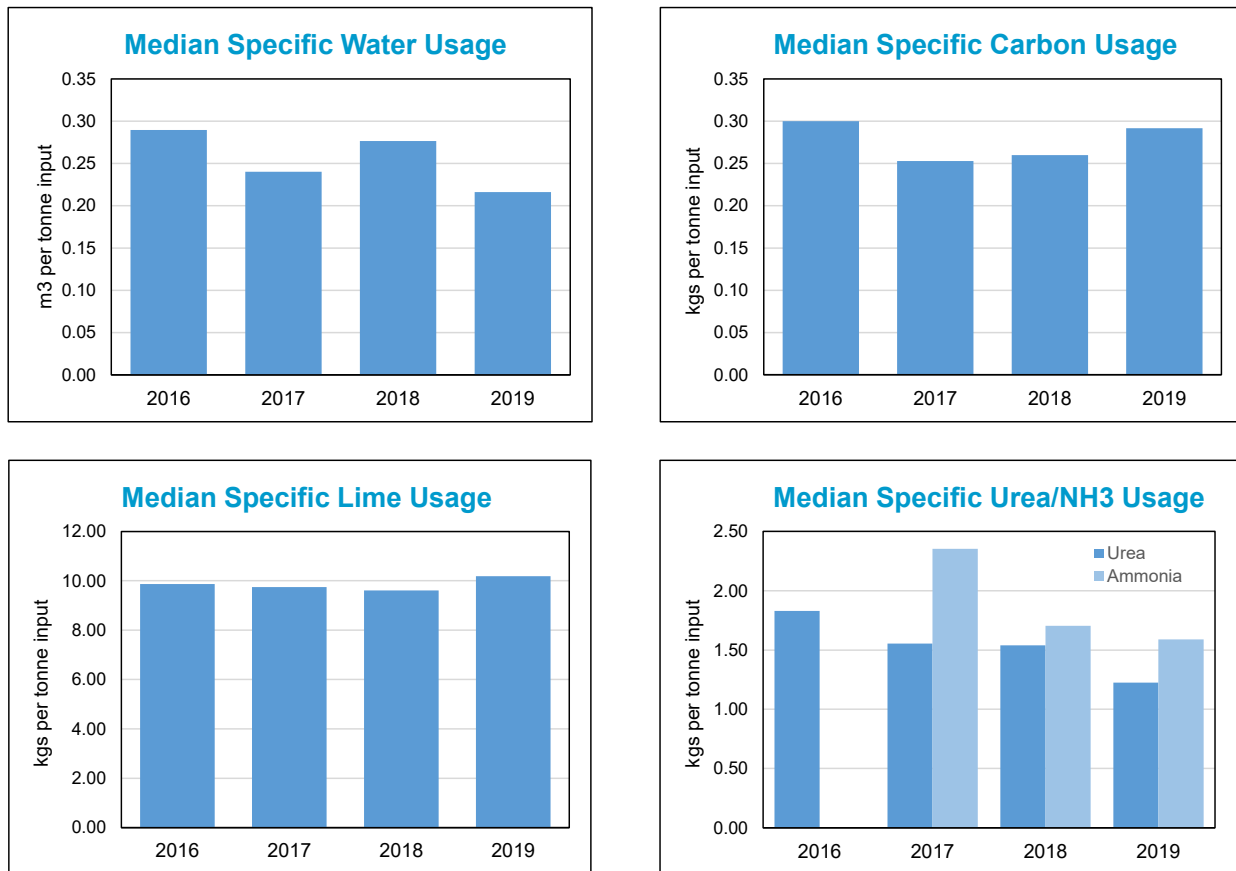 Median Specific Water Usage
m3 per tonne input
0.35
0.30
0.25
0.20
0.15
0.10
0.05
0.00
2016 2017 2018 2019
Median Specific Carbon Usage
kgs per tonne input
0.35
0.30
0.25
0.20
0.15
0.10
0.05
0.00
2016 2017 2018 2019
Median Specific Lime Usage
kgs per tonne input
12.00
10.00
8.00
6.00
4.00
2.00
0.00
2016 2017 2018 2019
Median Specific Urea/NH3 Usage
kgs per tonne input
2.50
2.00
1.50
1.00
0.50
0.00
Urea
Ammonia
2016 2017 2018 2019